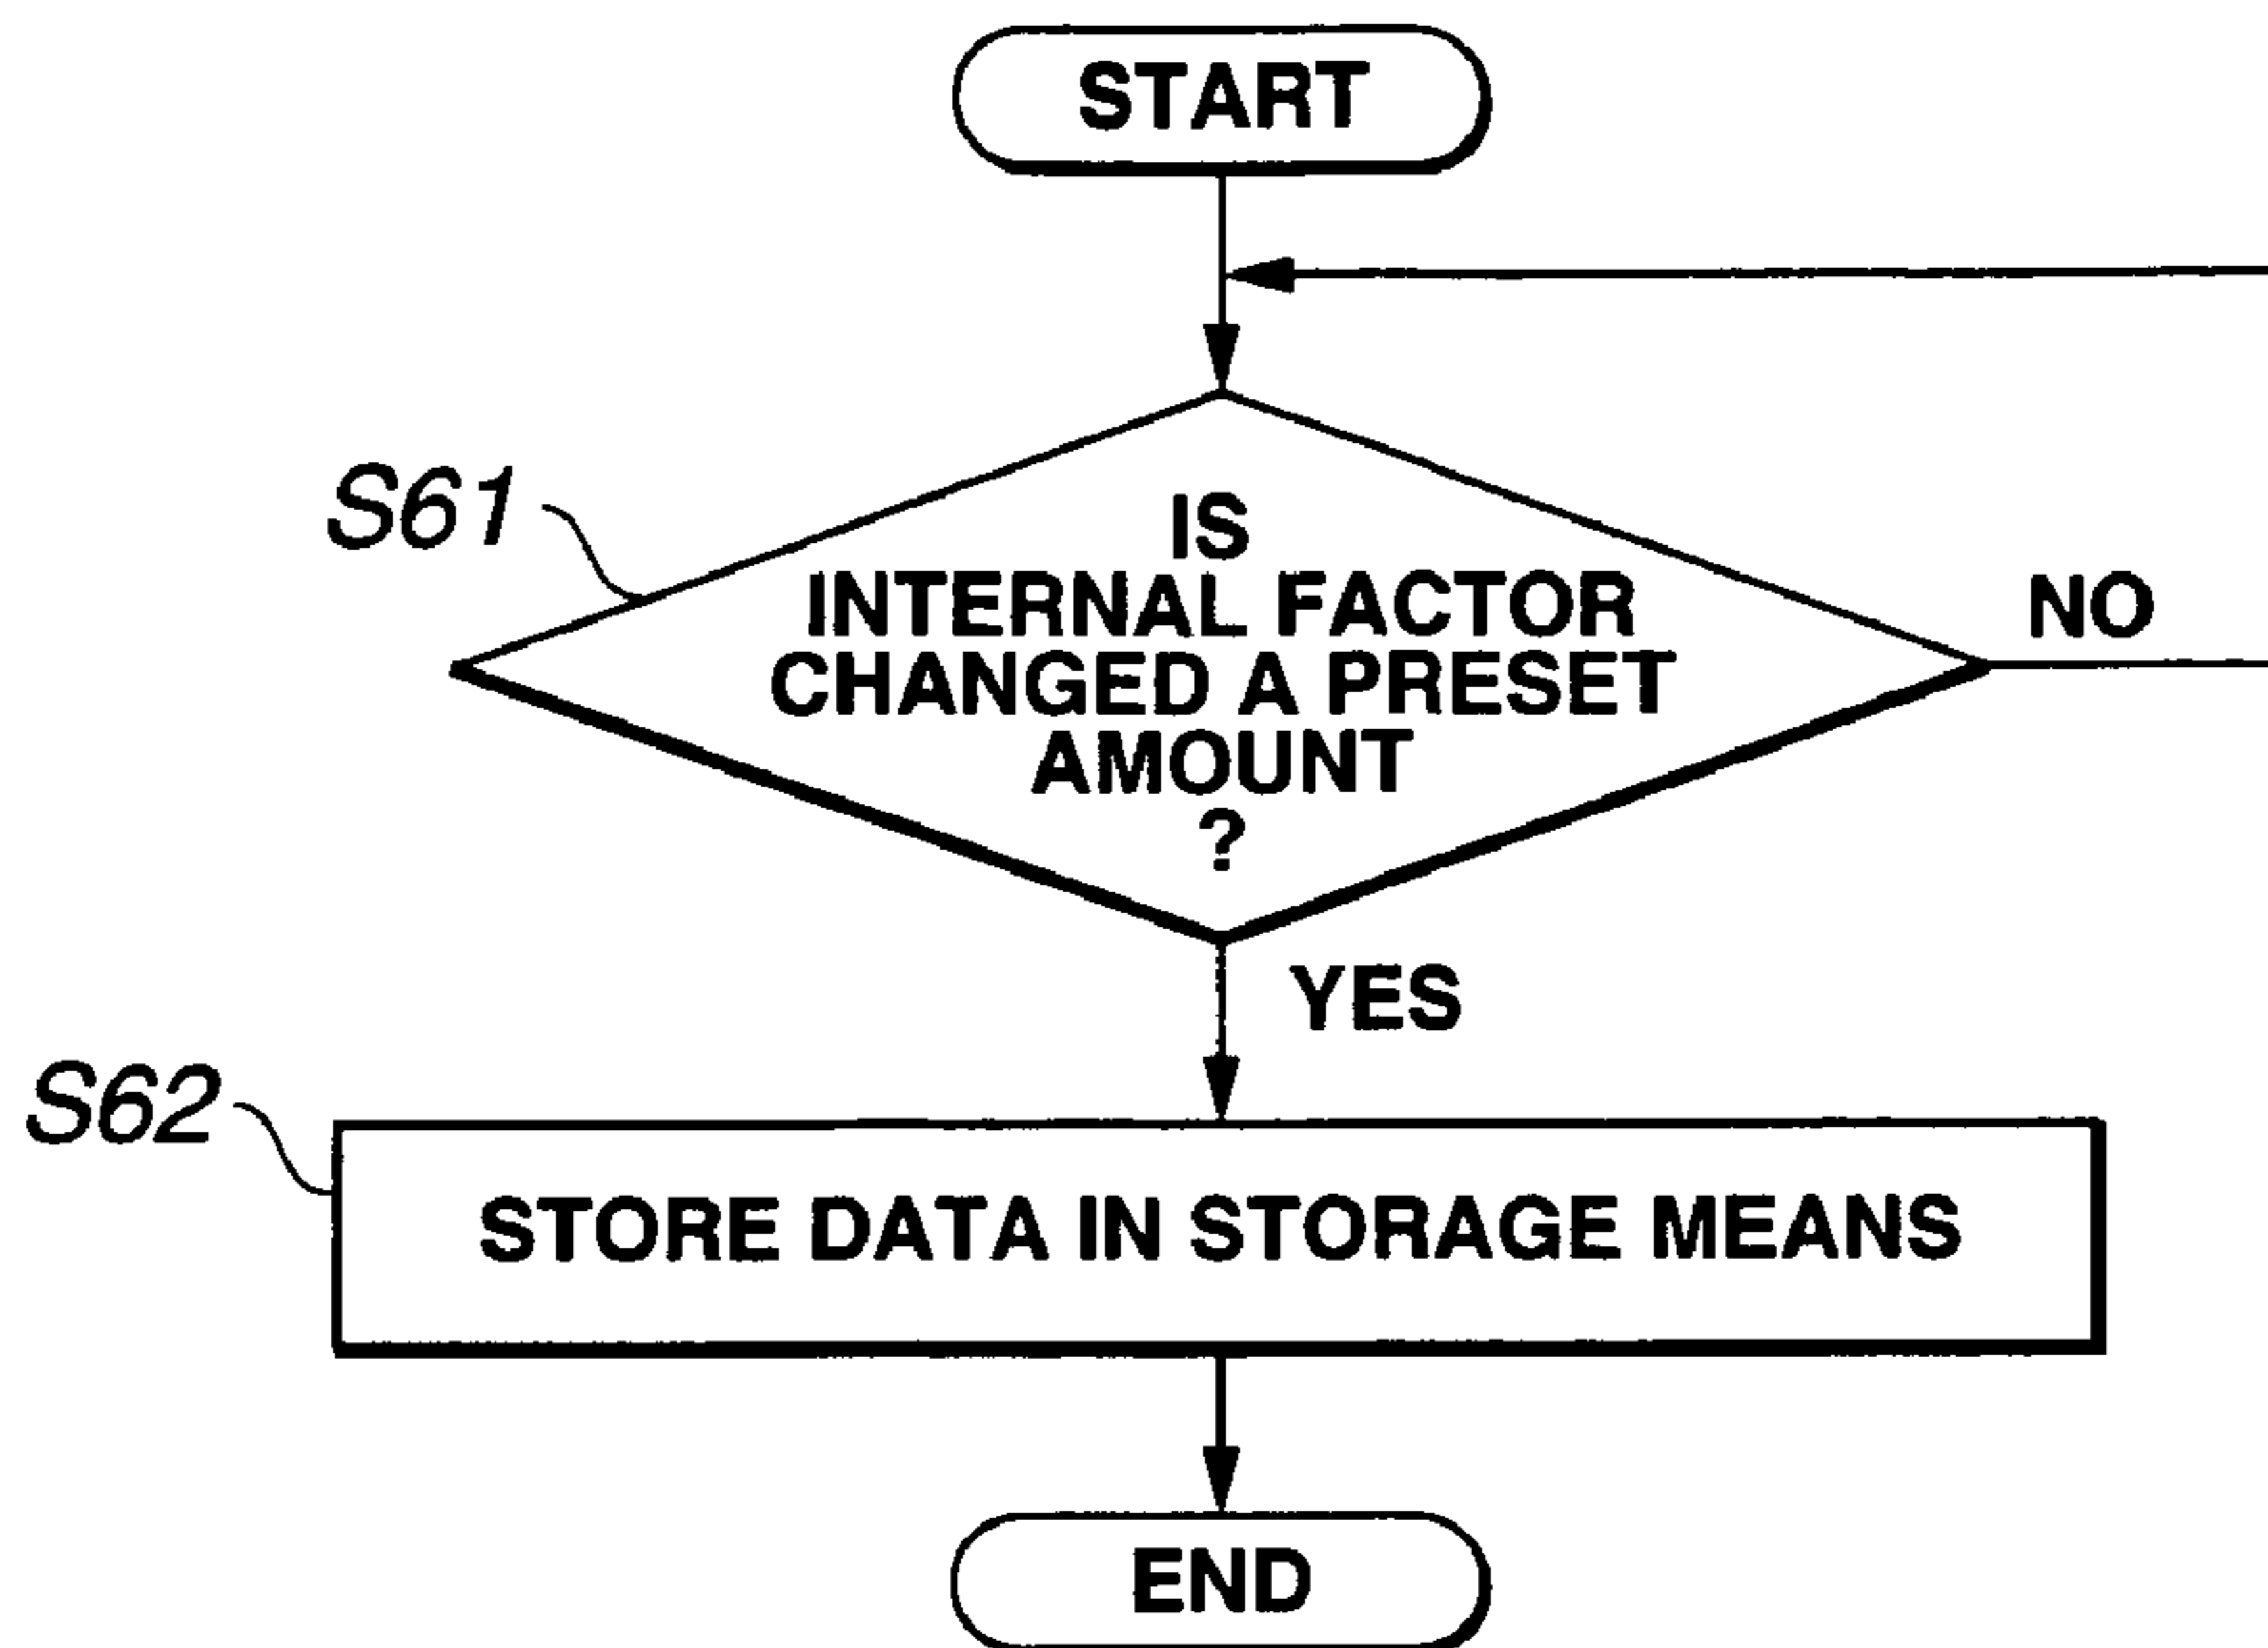 START
S61
IS
INTERNAL FACTOR
CHANGED A PRESET
AMOUNT
?
NO
YES
S62
STORE DATA IN STORAGE MEANS
END